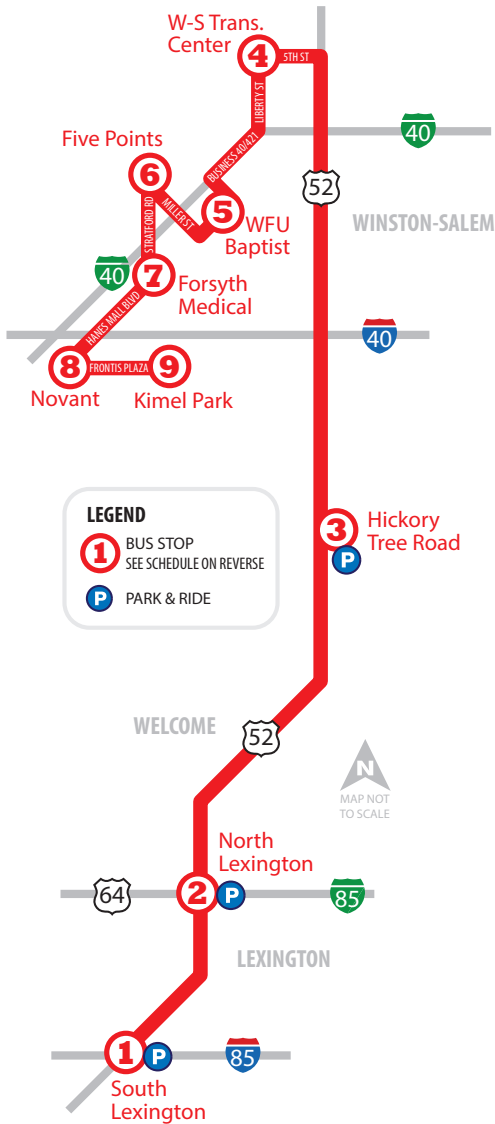 W-S Trans.
Center
4
5TH ST
LIBERTY ST
40
BUSINESS 40/421
Five Points
6
52
MILLER ST
5
STRATFORD RD
WFU
Baptist
WINSTON-SALEM
40
7
Forsyth
Medical
HANES MALL BLVD
40
8
FRONTIS PLAZA
9
Novant
Kimel Park
LEGEND
1
BUS STOP
SEE SCHEDULE ON REVERSE
P
PARK & RIDE
3
Hickory
Tree Road
P
WELCOME
52
N
MAP NOT
TO SCALE
North
Lexington
64
2
P
85
LEXINGTON
1
P
85
South
Lexington